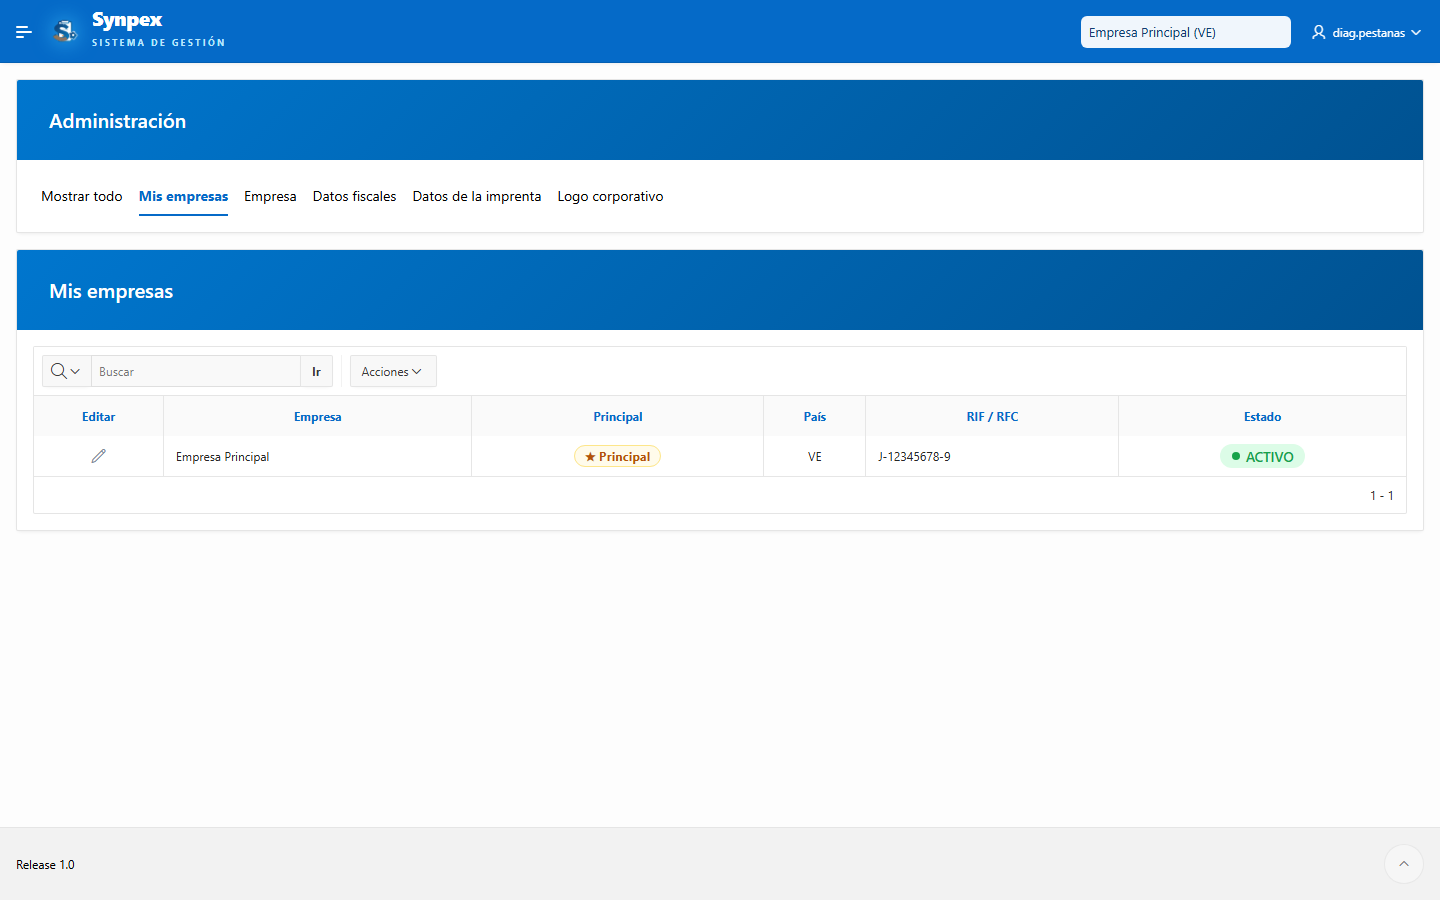 Synpex
SISTEMA DE GESTIÓN
Empresa Principal (VE)
diag.pestanas
Administración
Mostrar todo
Mis empresas
Empresa
Datos fiscales
Datos de la imprenta
Logo corporativo
Mis empresas
Buscar
Ir
Acciones
Editar
Empresa
Principal
País
RIF / RFC
Estado
Empresa Principal
★ Principal
VE
J-12345678-9
ACTIVO
1 - 1
Release 1.0